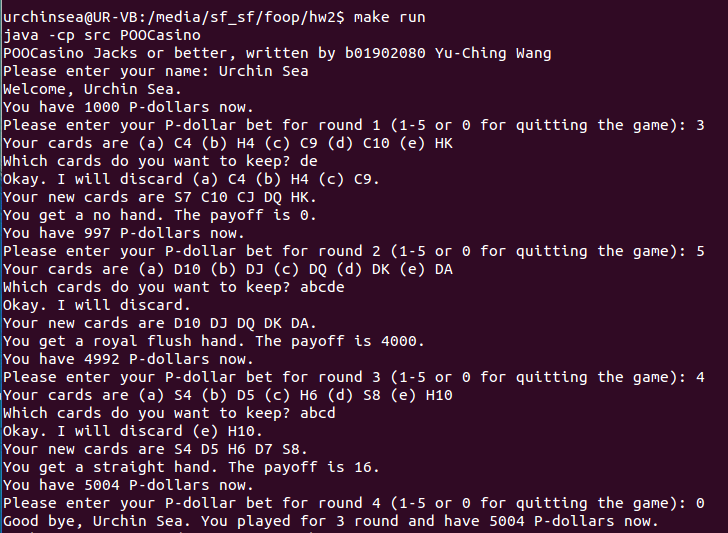 urchinsea@UR-VB:/media/sf_sf/foop/hw2$ make run
java -cp src POOCasino
POOCasino Jacks or better, written by b01902080 Yu-Ching Wang
Please enter your name: Urchin Sea
Welcome, Urchin Sea.
You have 1000 P-dollars now.
Please enter your P-dollar bet for round 1 (1-5 or 0 for quitting the game): 3
Your cards are (a) C4 (b) H4 (c) C9 (d) C10 (e) HK
Which cards do you want to keep? de
Okay. I will discard (a) C4 (b) H4 (c) C9.
Your new cards are S7 C10 CJ DQ HK.
You get a no hand. The payoff is 0.
You have 997 P-dollars now.
Please enter your P-dollar bet for round 2 (1-5 or 0 for quitting the game): 5
Your cards are (a) D10 (b) DJ (c) DQ (d) DK (e) DA
Which cards do you want to keep? abcde
Okay. I will discard.
Your new cards are D10 DJ DQ DK DA.
You get a royal flush hand. The payoff is 4000.
You have 4992 P-dollars now.
Please enter your P-dollar bet for round 3 (1-5 or 0 for quitting the game): 4
Your cards are (a) S4 (b) D5 (c) H6 (d) S8 (e) H10
Which cards do you want to keep? abcd
Okay. I will discard (e) H10.
Your new cards are S4 D5 H6 D7 S8.
You get a straight hand. The payoff is 16.
You have 5004 P-dollars now.
Please enter your P-dollar bet for round 4 (1-5 or 0 for quitting the game): 0
Good bye, Urchin Sea. You played for 3 round and have 5004 P-dollars now.